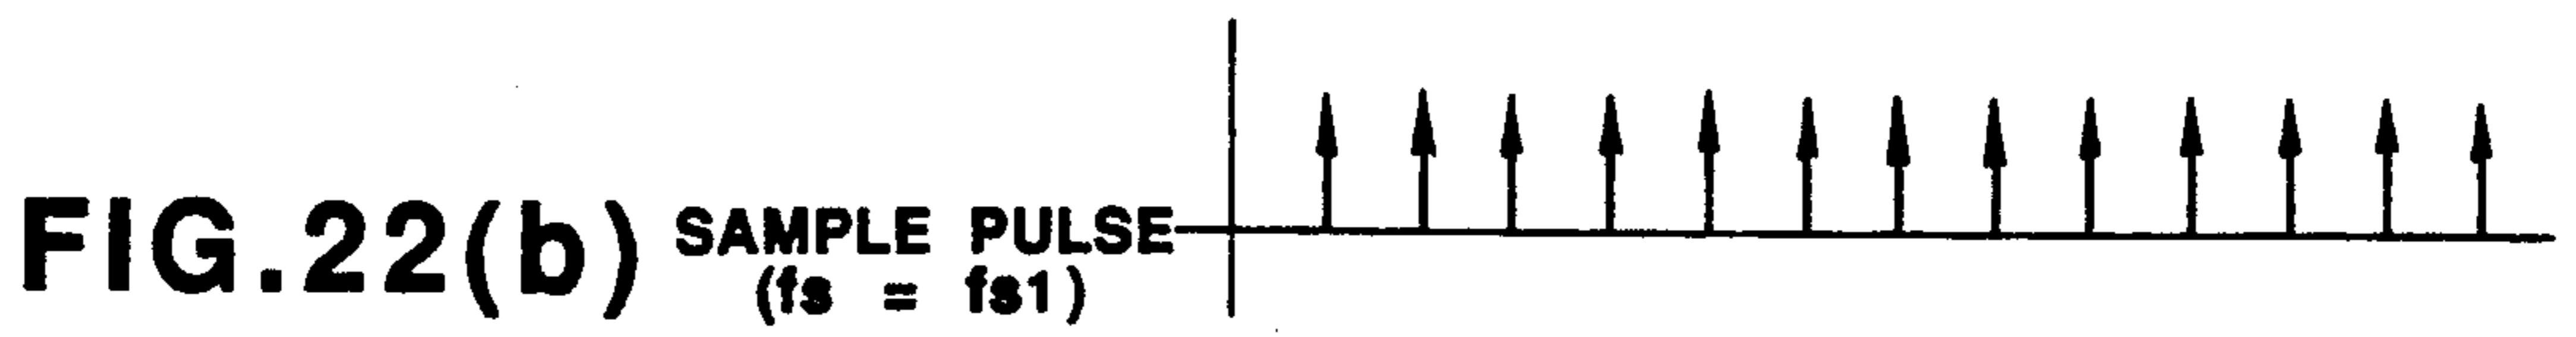 FIG.22(b) SAMPLE PULSE
(fs = fs1)